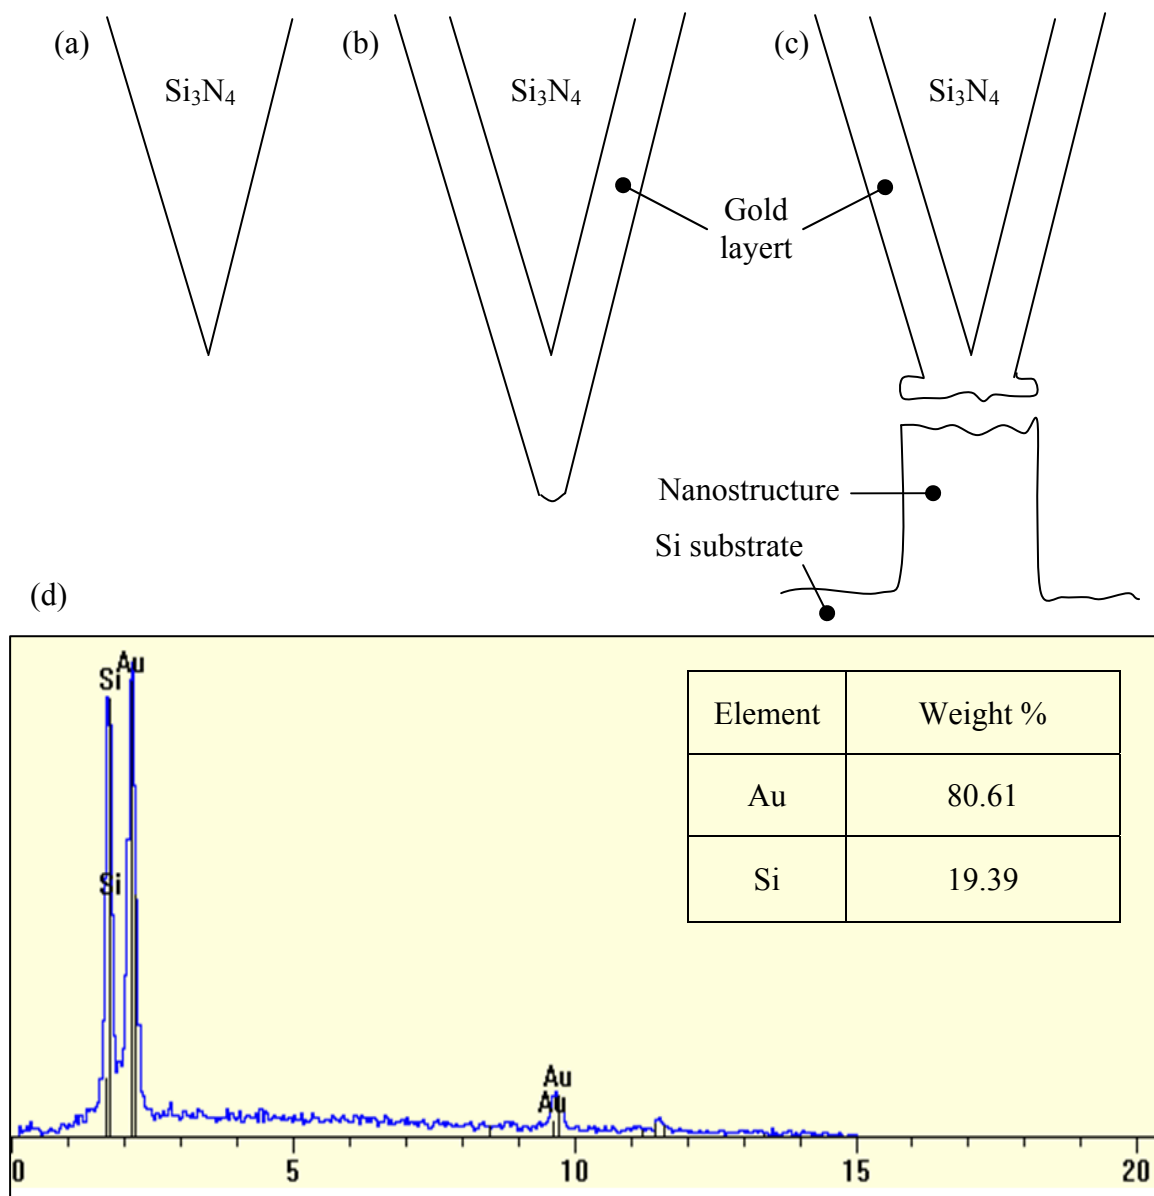 (a)
Si₃N₄
(b)
Si₃N₄
(c)
Si₃N₄
Gold
layert
Nanostructure
Si substrate
(d)
Si
Au
Si
Au
Au
Element Weight %
Au 80.61
Si 19.39
0 5 10 15 20